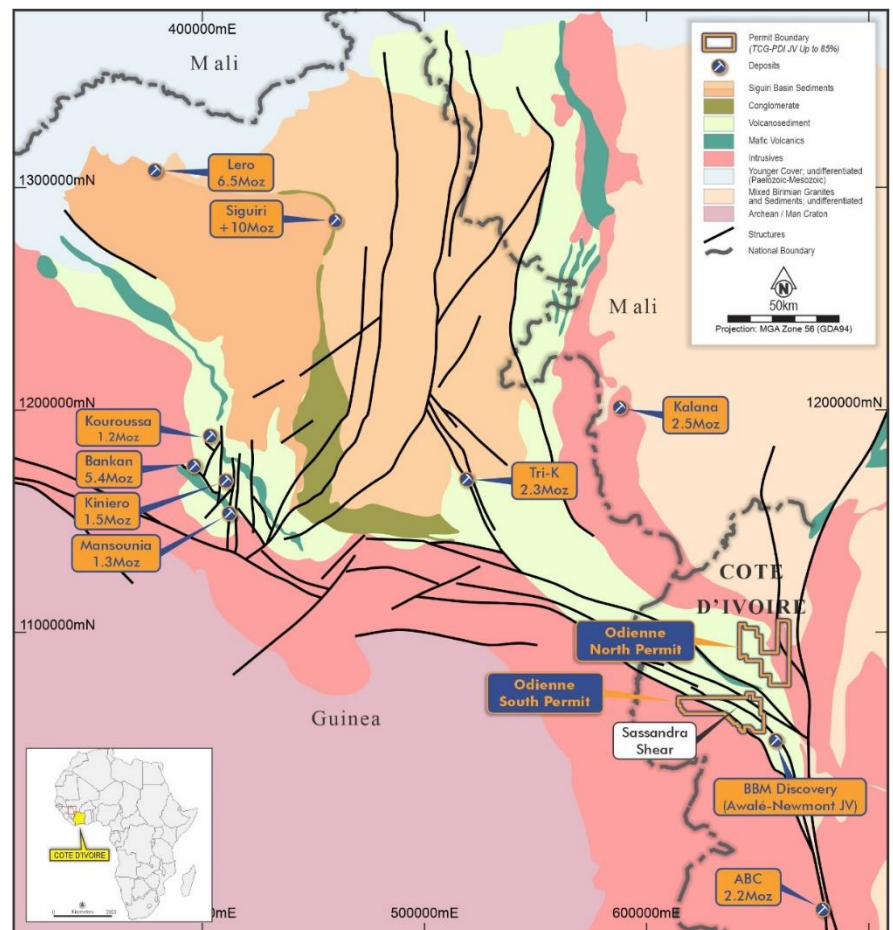 400000mE
Mali
Permit Boundary
(TCG-PDI JV Up to 85%)
Deposits
Siguiri Basin Sediments
Conglomerate
Volcanosediment
Mafic Volcanics
Intrusives
Younger Cover; undifferentiated
(Paelozoic-Mesozoic)
Mixed Birimian Granites
and Sediments; undifferentiated
Archean / Man Craton
Structures
National Boundary
N
50km
Projection: MGA Zone 56 (GDA94)
Lero
6.5Moz
1300000mN
Siguiri
+10Moz
Mali
1200000mN
1200000mN
Kalana
2.5Moz
Kouroussa
1.2Moz
Bankan
5.4Moz
Tri-K
2.3Moz
Kiniero
1.5Moz
Mansounia
1.3Moz
COTE
D'IVOIRE
1100000mN
Odienne
North Permit
Odienne
South Permit
Guinea
Sassandra
Shear
BBM Discovery
(Awalé-Newmont JV)
COTE D'IVOIRE
Kilometers
ABC
2.2Moz
500000mE
600000mE